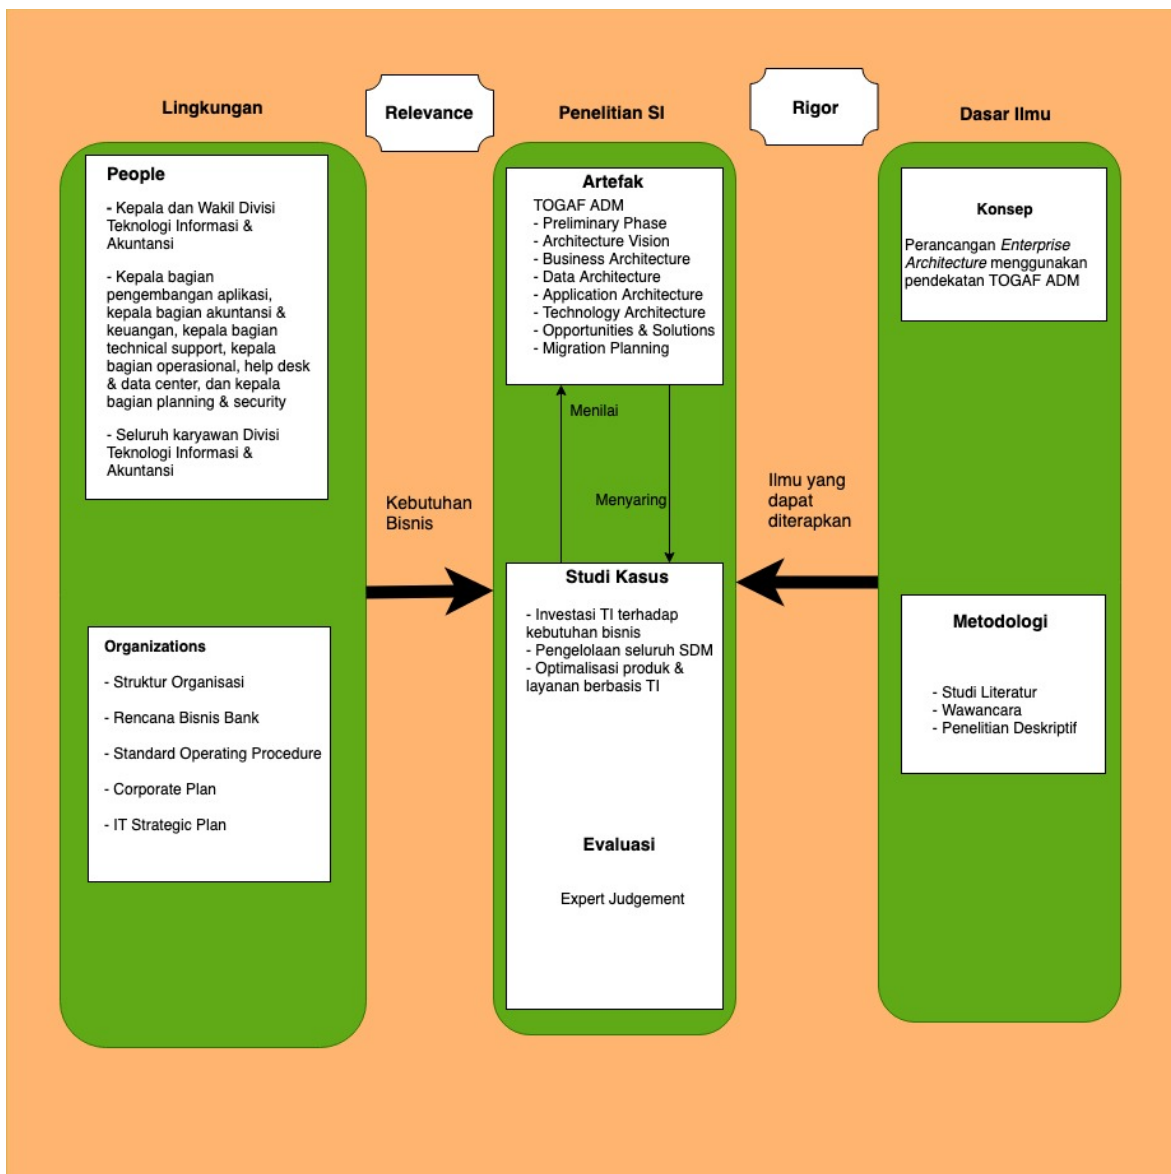 Lingkungan
Relevance
Penelitian SI
Rigor
Dasar Ilmu
People
- Kepala dan Wakil Divisi
Teknologi Informasi &
Akuntansi
- Kepala bagian
pengembangan aplikasi,
kepala bagian akuntansi &
keuangan, kepala bagian
technical support, kepala
bagian operasional, help desk
& data center, dan kepala
bagian planning & security
- Seluruh karyawan Divisi
Teknologi Informasi &
Akuntansi
Organizations
- Struktur Organisasi
- Rencana Bisnis Bank
- Standard Operating Procedure
- Corporate Plan
- IT Strategic Plan
Kebutuhan
Bisnis
Artefak
TOGAF ADM
- Preliminary Phase
- Architecture Vision
- Business Architecture
- Data Architecture
- Application Architecture
- Technology Architecture
- Opportunities & Solutions
- Migration Planning
Menilai
Menyaring
Studi Kasus
- Investasi TI terhadap
kebutuhan bisnis
- Pengelolaan seluruh SDM
- Optimalisasi produk &
layanan berbasis TI
Evaluasi
Expert Judgement
Ilmu yang
dapat
diterapkan
Konsep
Perancangan Enterprise
Architecture menggunakan
pendekatan TOGAF ADM
Metodologi
- Studi Literatur
- Wawancara
- Penelitian Deskriptif